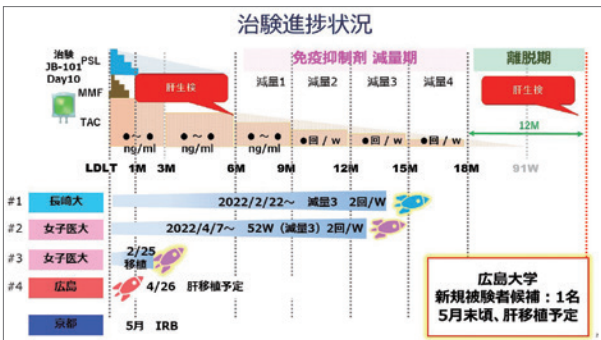 治験進捗状況
治験
JB-101
Day10
PSL
MMF
TAC
肝生検
免疫抑制剤 減量期
離脱期
減量1
減量2
減量3
減量4
肝生検
12M
●～●
ng/ml
●～●
ng/ml
●～●
ng/ml
●回 / w
●回 / w
●回 / w
LDLT
1M
3M
6M
9M
12M
15M
18M
91W
#1
長崎大
2022/2/22～ 減量3 2回/W
#2
女子医大
2022/4/7～ 52W（減量3）2回/W
#3
女子医大
2/25
移植
#4
広島
4/26 肝移植予定
京都
5月 IRB
広島大学
新規被験者候補：1名
5月末頃、肝移植予定